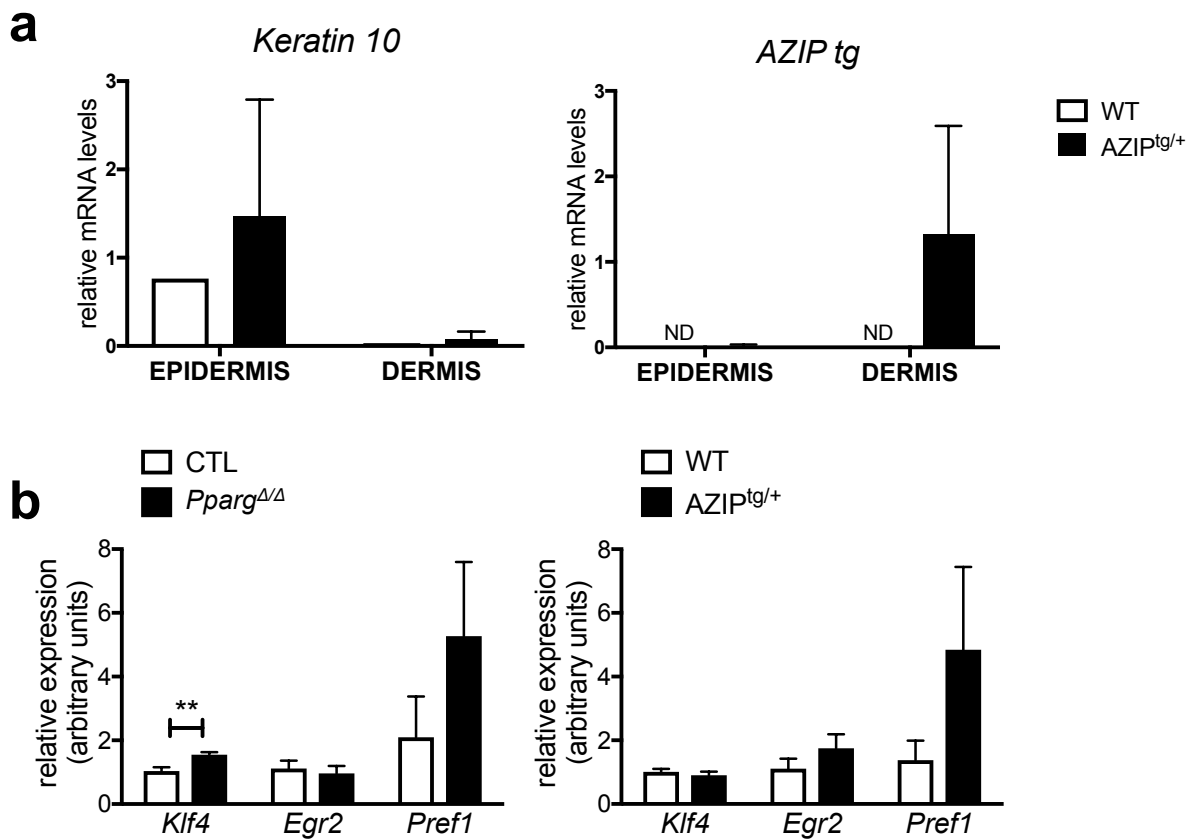 a
Keratin 10
relative mRNA levels
3
2
1
0
EPIDERMIS DERMIS
AZIP tg
relative mRNA levels
3
2
1
0
ND ND
EPIDERMIS DERMIS
WT
AZIPtg/+
b
CTL
PpargΔ/Δ
relative expression
(arbitrary units)
8
6
4
2
0
**
Klf4 Egr2 Pref1
WT
AZIPtg/+
relative expression
(arbitrary units)
8
6
4
2
0
Klf4 Egr2 Pref1